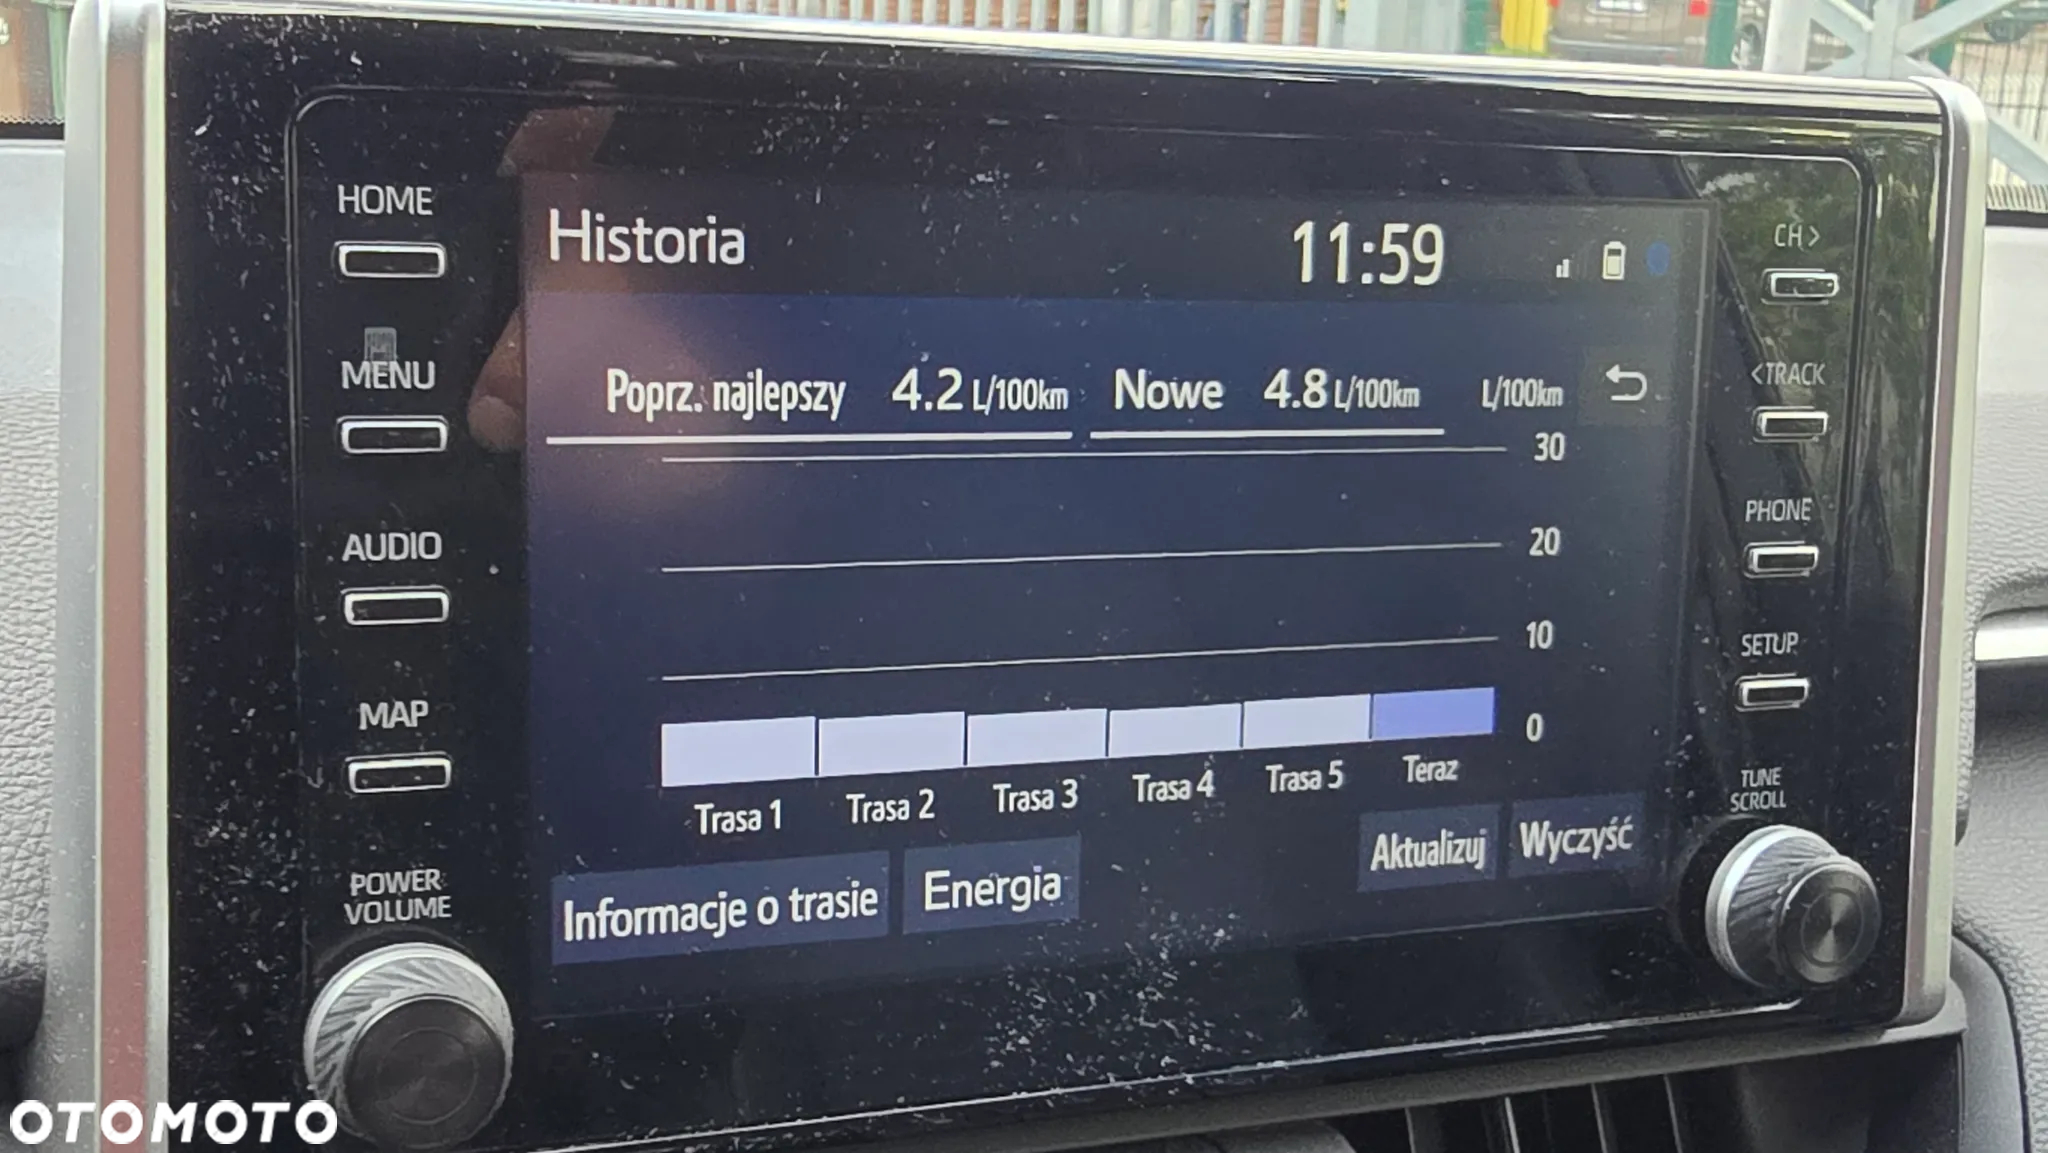 HOME
MENU
AUDIO
MAP
POWER
VOLUME
Historia
11:59
Poprz. najlepszy 4.2 L/100km Nowe 4.8 L/100km L/100km
30
20
10
0
Trasa 1 Trasa 2 Trasa 3 Trasa 4 Trasa 5 Teraz
Informacje o trasie Energia Aktualizuj Wyczyść
CH>
<TRACK
PHONE
SETUP
TUNE
SCROLL
OTOMOTO